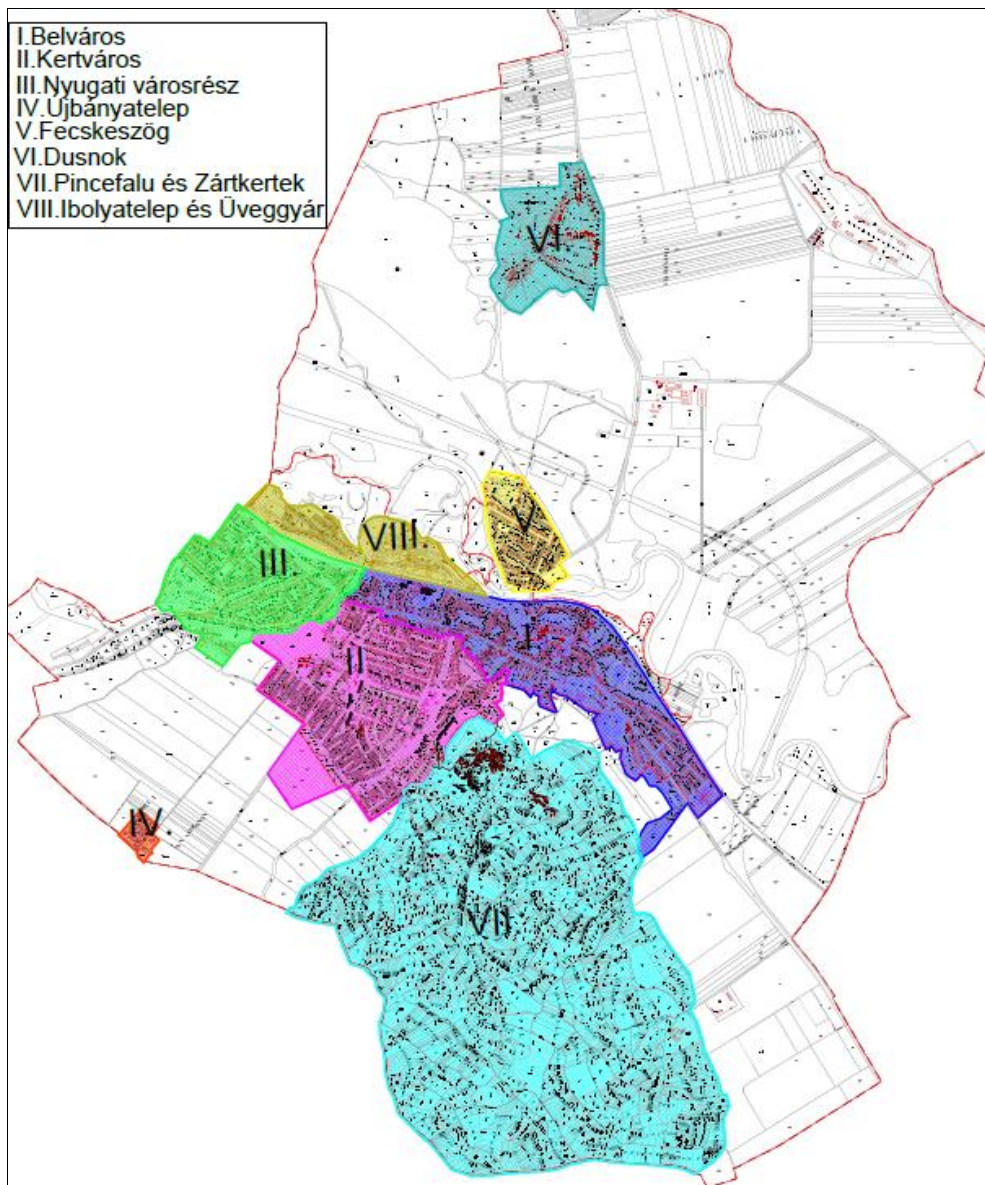 I.Belváros
II.Kertváros
III.Nyugati városrész
IV.Újbányatelep
V.Fecskeszög
VI.Dusnok
VII.Pincefalu és Zártkertek
VIII.Ibolyatelep és Üveggyár
VI
V
VIII.
III.
I
II
IV
VII